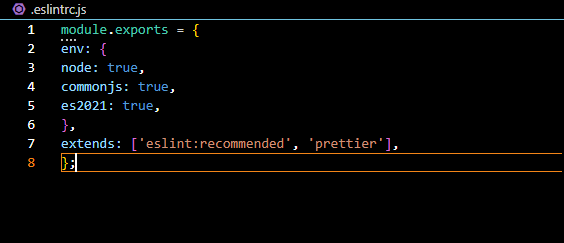 .eslintrc.js
1 module.exports = {
2 env: {
3 node: true,
4 commonjs: true,
5 es2021: true,
6 },
7 extends: ['eslint:recommended', 'prettier'],
8 };